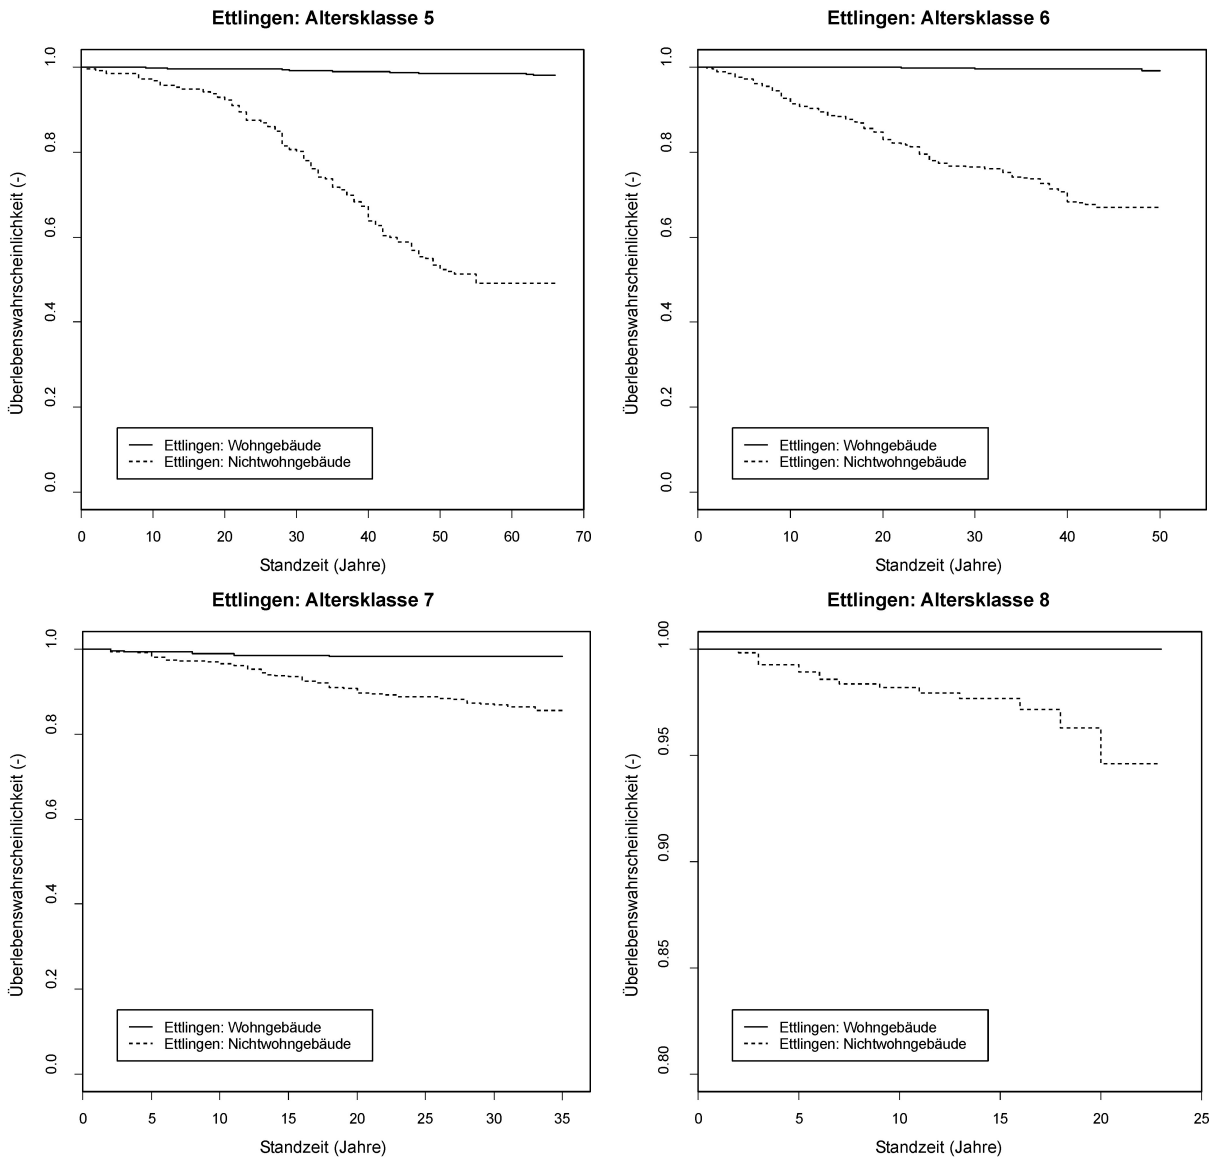 Ettlingen: Altersklasse 5
Überlebenswahrscheinlichkeit (-)
1.0
0.8
0.6
0.4
0.2
0.0
Ettlingen: Wohngebäude
Ettlingen: Nichtwohngebäude
0 10 20 30 40 50 60 70
Standzeit (Jahre)
Ettlingen: Altersklasse 6
Überlebenswahrscheinlichkeit (-)
1.0
0.8
0.6
0.4
0.2
0.0
Ettlingen: Wohngebäude
Ettlingen: Nichtwohngebäude
0 10 20 30 40 50
Standzeit (Jahre)
Ettlingen: Altersklasse 7
Überlebenswahrscheinlichkeit (-)
1.0
0.8
0.6
0.4
0.2
0.0
Ettlingen: Wohngebäude
Ettlingen: Nichtwohngebäude
0 5 10 15 20 25 30 35
Standzeit (Jahre)
Ettlingen: Altersklasse 8
Überlebenswahrscheinlichkeit (-)
1.00
0.95
0.90
0.85
0.80
Ettlingen: Wohngebäude
Ettlingen: Nichtwohngebäude
0 5 10 15 20 25
Standzeit (Jahre)